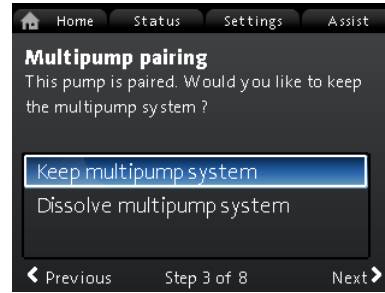 Home Status Settings Assist
Multipump pairing
This pump is paired. Would you like to keep
the multipump system ?
Keep multipump system
Dissolve multipump system
Previous Step 3 of 8 Next